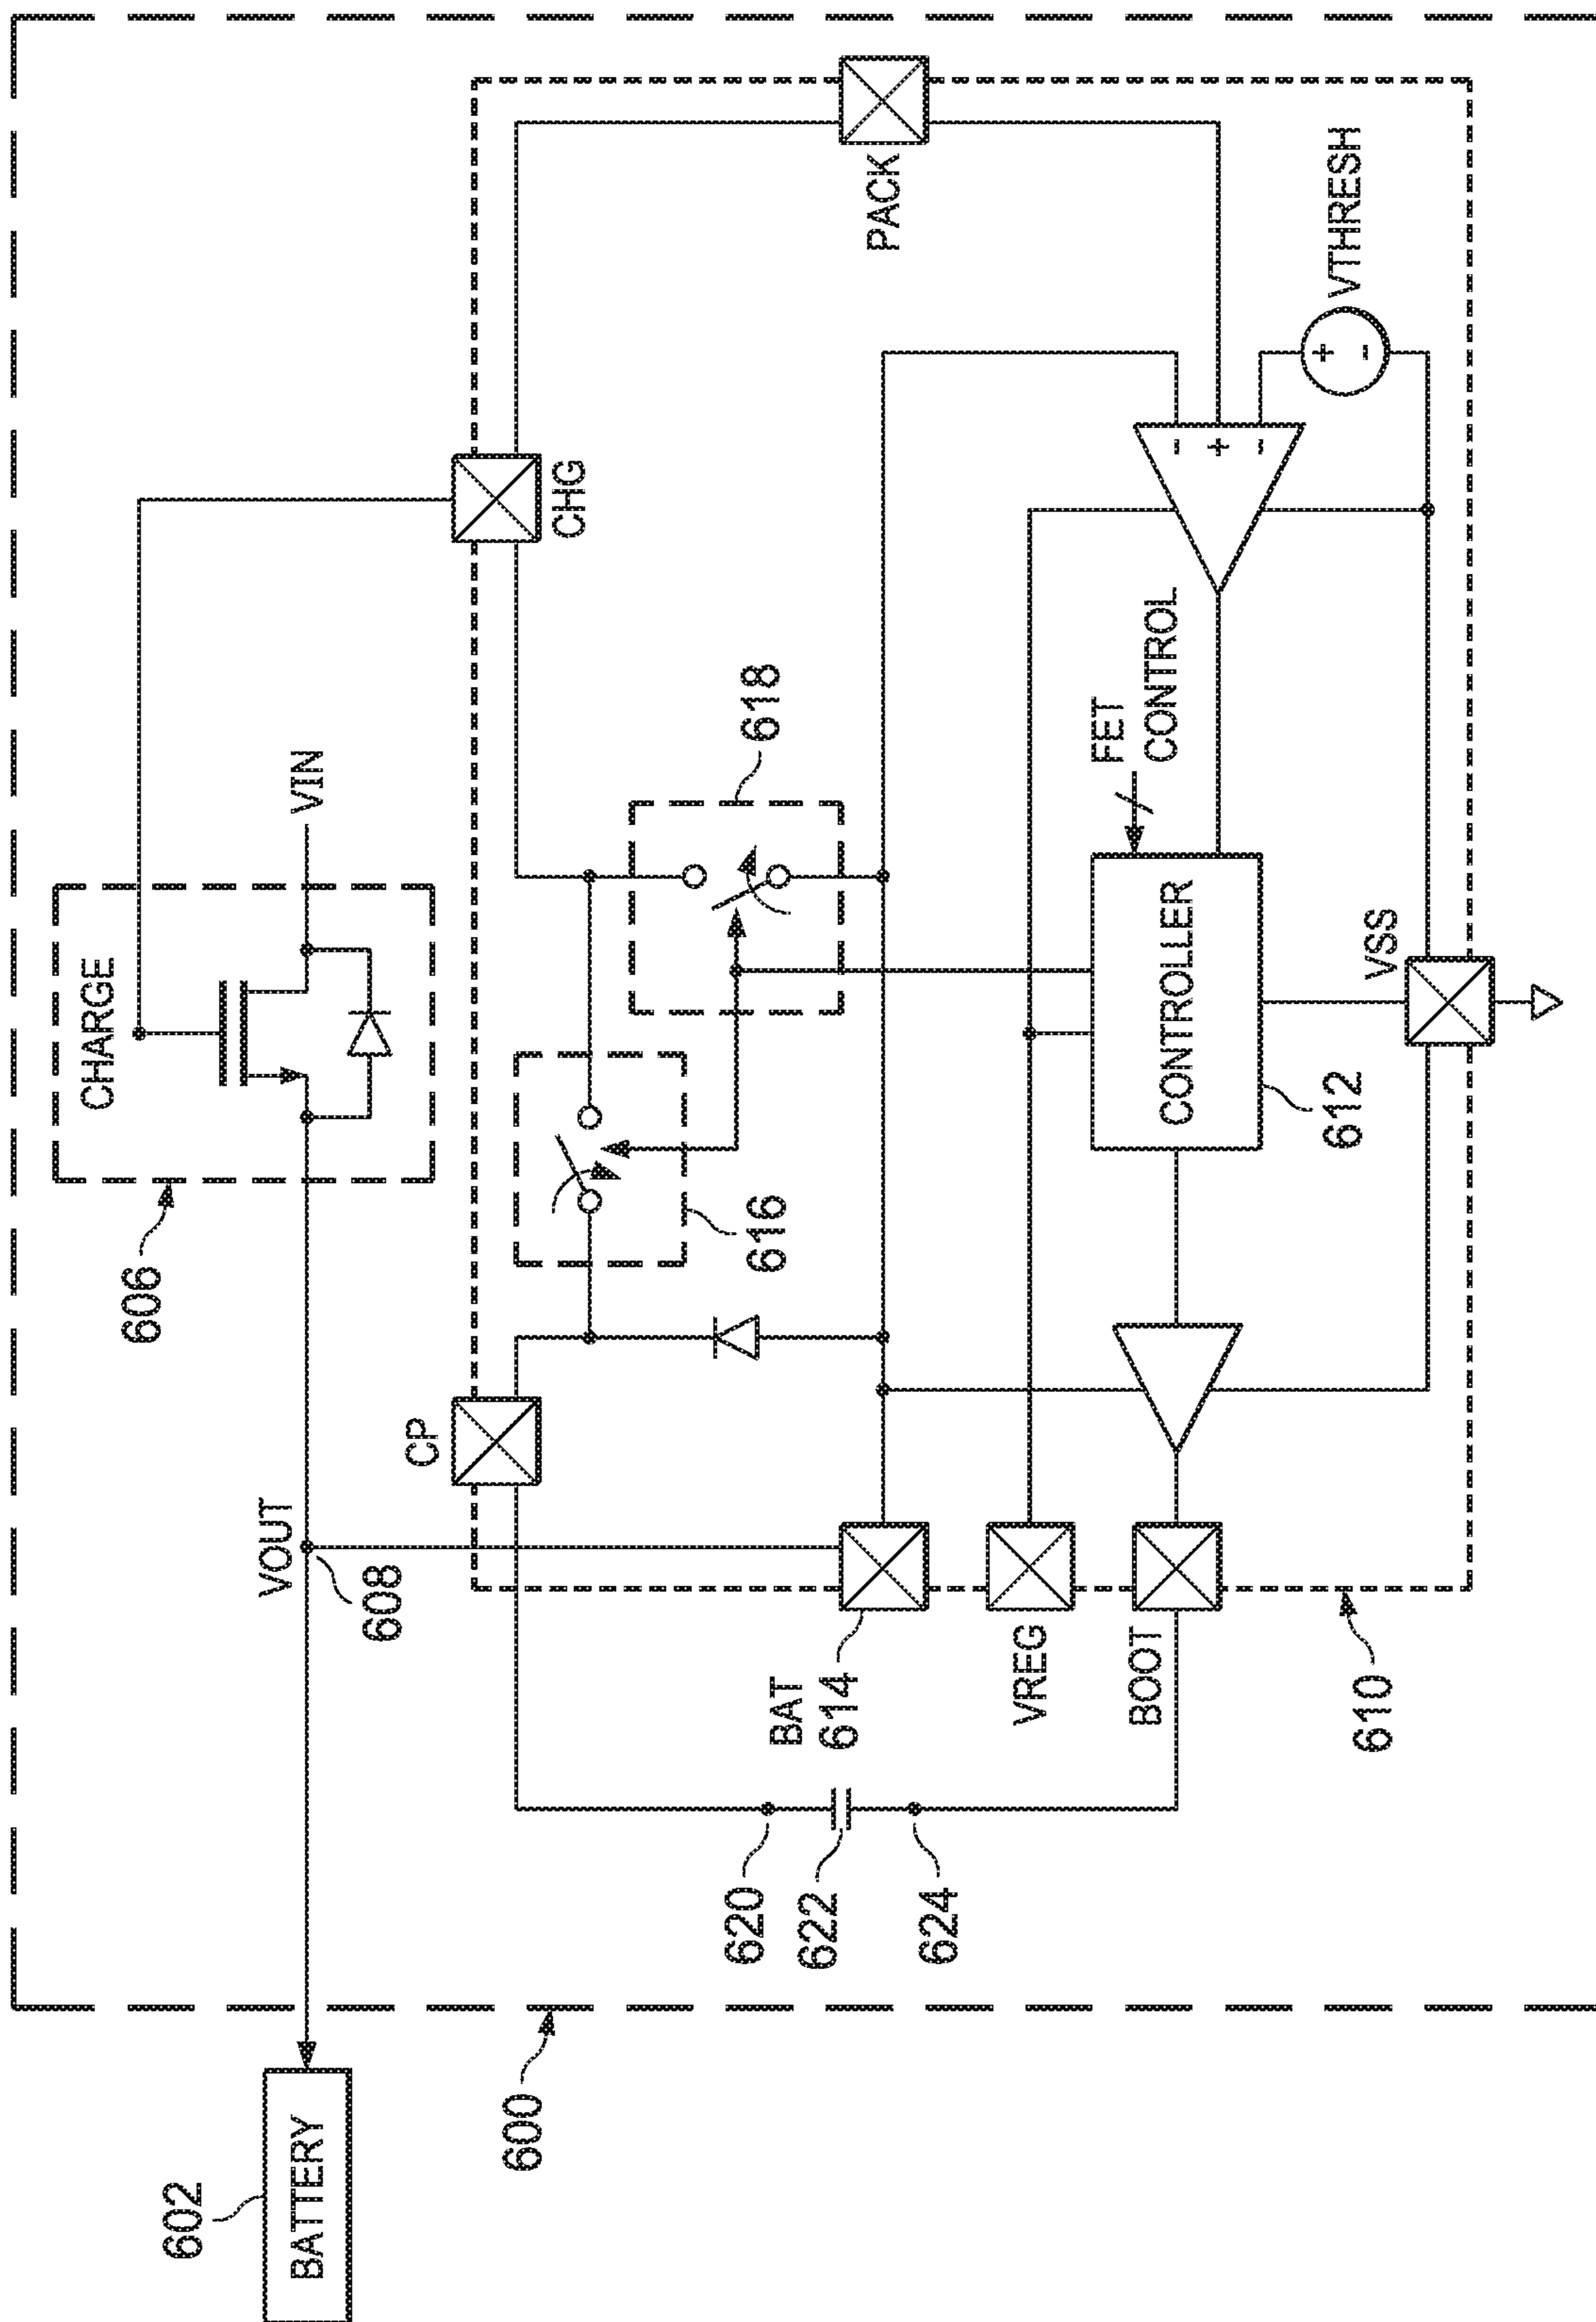 602
BATTERY
600
606
CHARGE
VIN
VOUT
608
CP
CHG
616
618
620
622
624
BAT
614
VREG
BOOT
610
FET
CONTROL
CONTROLLER
612
VSS
PACK
VTHRESH
+
-
-
+
-